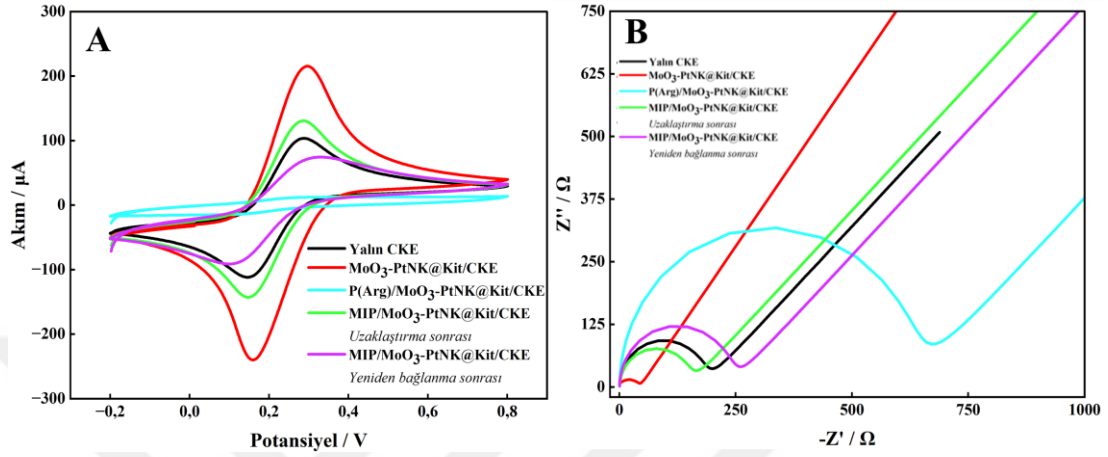 A
Akım / µA
300
200
100
0
−100
−200
−300
−0,2
0,0
0,2
0,4
0,6
0,8
Potansiyel / V
Yalın CKE
MoO3-PtNK@Kit/CKE
P(Arg)/MoO3-PtNK@Kit/CKE
MIP/MoO3-PtNK@Kit/CKE
Uzaklaştırma sonrası
MIP/MoO3-PtNK@Kit/CKE
Yeniden bağlanma sonrası
B
Z'' / Ω
750
625
500
375
250
125
0
0
250
500
750
1000
-Z' / Ω
Yalın CKE
MoO3-PtNK@Kit/CKE
P(Arg)/MoO3-PtNK@Kit/CKE
MIP/MoO3-PtNK@Kit/CKE
Uzaklaştırma sonrası
MIP/MoO3-PtNK@Kit/CKE
Yeniden bağlanma sonrası